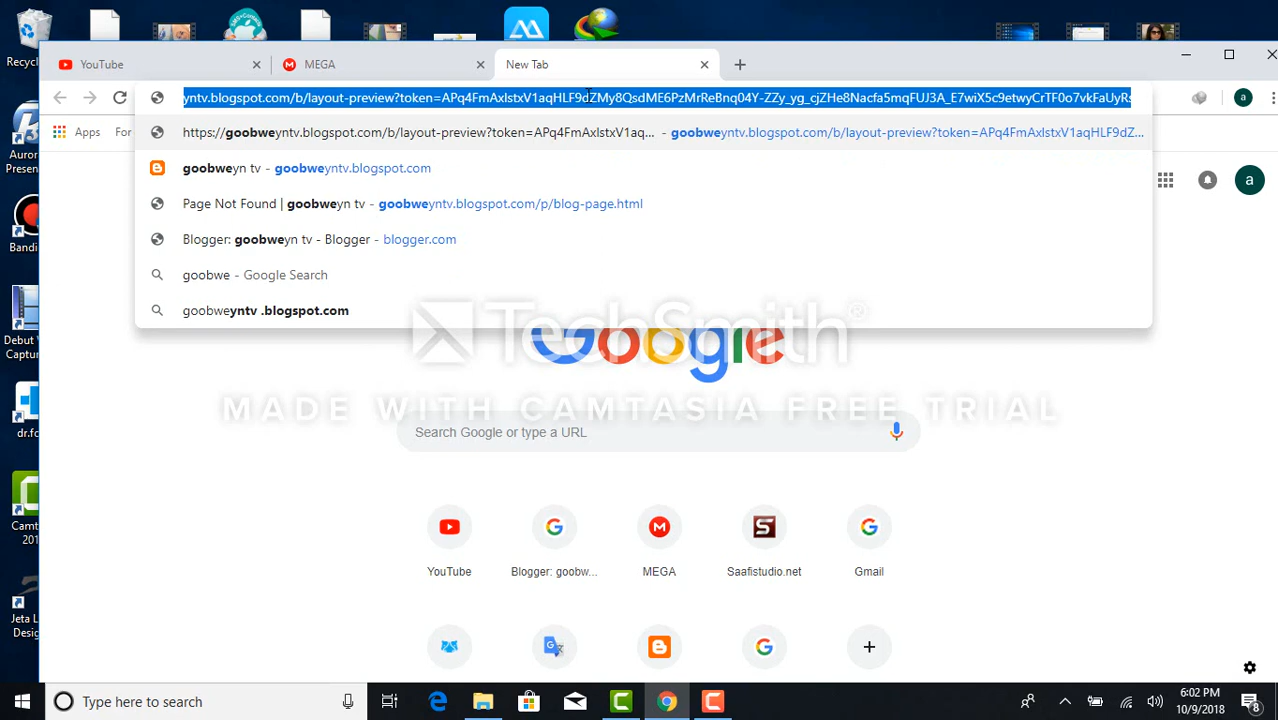 Recycl
YouTube
MEGA
New Tab
yntv.blogspot.com/b/layout-preview?token=APq4FmAxlstxV1aqHLF9dZMy8QsdME6PzMrReBnq04Y-ZZy_yg_cjZHe8Nacfa5mqFUJ3A_E7wiX5c9etwyCrTF0o7vkFaUyRs
a
Apps
For
https://goobweyntv.blogspot.com/b/layout-preview?token=APq4FmAxlstxV1aq... - goobweyntv.blogspot.com/b/layout-preview?token=APq4FmAxlstxV1aqHLF9dZ...
goobweyn tv - goobweyntv.blogspot.com
a
Page Not Found | goobweyn tv - goobweyntv.blogspot.com/p/blog-page.html
Blogger: goobweyn tv - Blogger - blogger.com
goobwe - Google Search
goobweyntv .blogspot.com
Auror
Presen
Bandi
Debut V
Captur
dr.fo
Camt
201
Jeta L
Desig
TechSmith®
Google
MADE WITH CAMTASIA FREE TRIAL
Search Google or type a URL
YouTube
Blogger: goobw...
MEGA
Saafistudio.net
Gmail
Type here to search
6:02 PM
10/9/2018
8